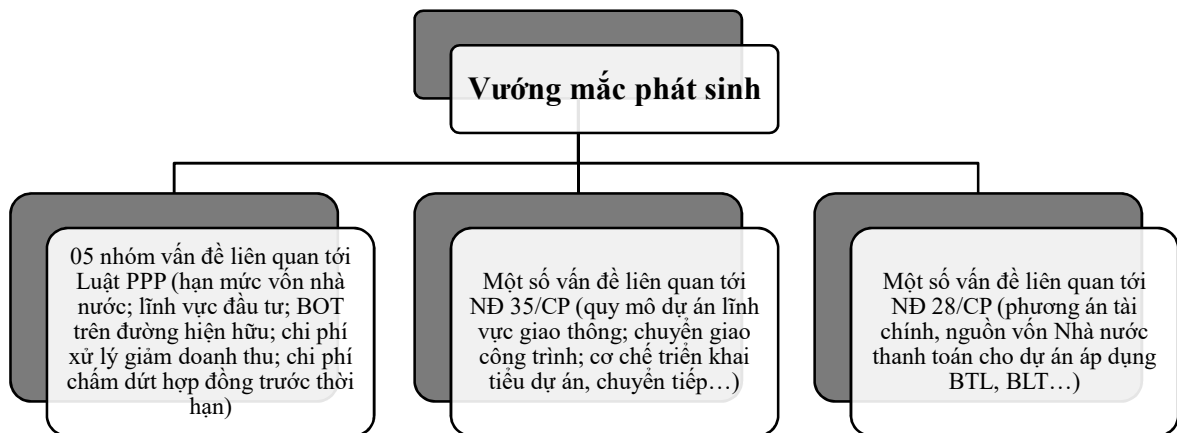 Vướng mắc phát sinh
05 nhóm vấn đề liên quan tới
Luật PPP (hạn mức vốn nhà
nước; lĩnh vực đầu tư; BOT
trên đường hiện hữu; chi phí
xử lý giảm doanh thu; chi phí
chấm dứt hợp đồng trước thời
hạn)
Một số vấn đề liên quan tới
NĐ 35/CP (quy mô dự án lĩnh
vực giao thông; chuyển giao
công trình; cơ chế triển khai
tiểu dự án, chuyển tiếp…)
Một số vấn đề liên quan tới
NĐ 28/CP (phương án tài
chính, nguồn vốn Nhà nước
thanh toán cho dự án áp dụng
BTL, BLT…)